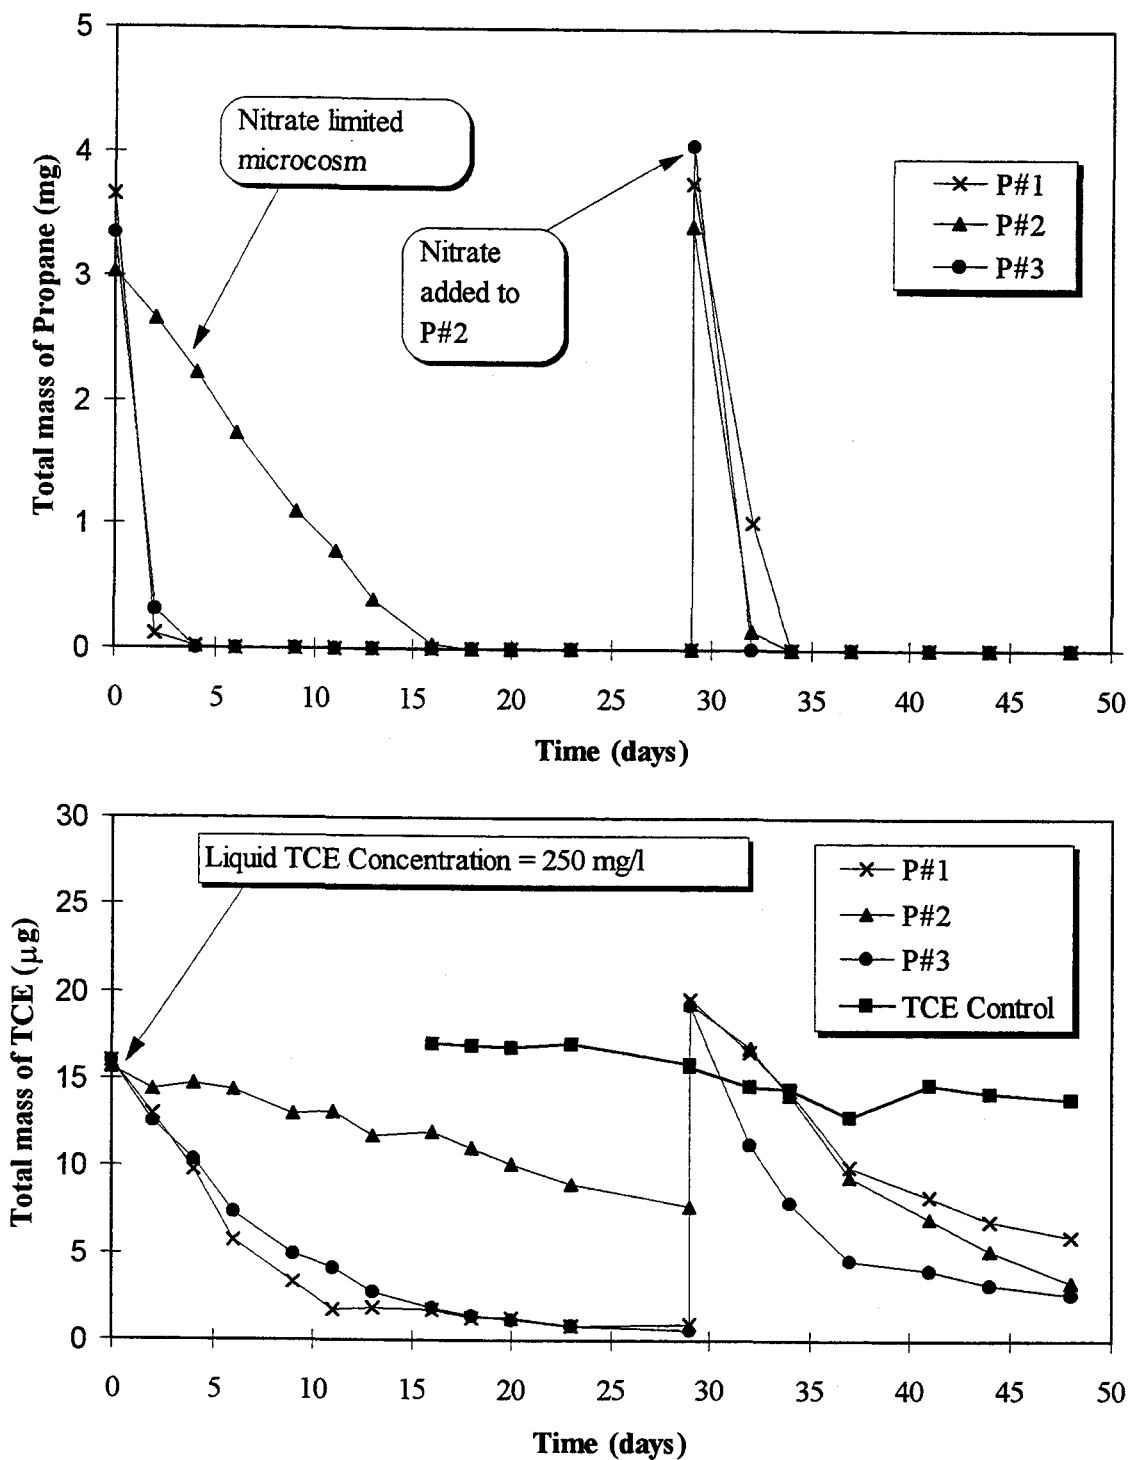 5
4
3
2
1
0
Total mass of Propane (mg)
Nitrate limited
microcosm
Nitrate
added to
P#2
P#1
P#2
P#3
0 5 10 15 20 25 30 35 40 45 50
Time (days)
30
25
20
15
10
5
0
Total mass of TCE (µg)
Liquid TCE Concentration = 250 mg/l
P#1
P#2
P#3
TCE Control
0 5 10 15 20 25 30 35 40 45 50
Time (days)